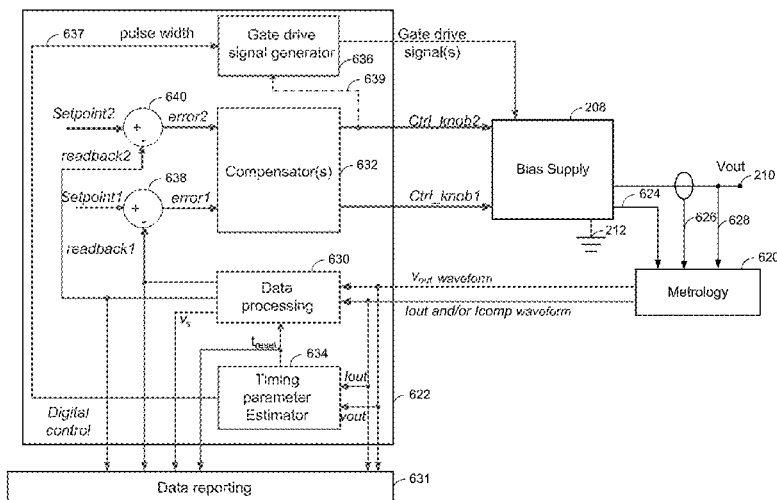 637
pulse width
Gate drive
signal generator
636
Gate drive
signal(s)
639
Setpoint2
640
+
-
error2
readback2
Compensator(s)
632
Ctrl_knob2
208
Bias Supply
Vout
210
Setpoint1
638
+
-
error1
Ctrl_knob1
624
626
628
212
readback1
630
Data
processing
Vout waveform
Iout and/or Icomp waveform
620
Metrology
vs
treset
634
Timing
parameter
Estimator
Iout
vout
622
Digital
control
Data reporting
631